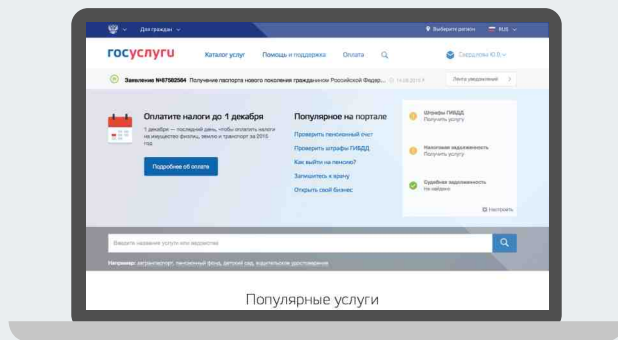 Для граждан
Выберите регион
RUS
госуслуги
Каталог услуг
Помощь и поддержка
Оплата
Заявление №67582584 Получение паспорта нового поколения гражданином Российской Федер...
Лента уведомлений
Оплатите налоги до 1 декабря
1 декабря — последний день, чтобы оплатить налоги
на имущество физлиц, землю и транспорт за 2015
год
Подробнее об оплате
Популярное на портале
Проверить пенсионный счет
Проверить штрафы ГИБДД
Как выйти на пенсию?
Запишитесь к врачу
Открыть свой бизнес
Штрафы ГИБДД
Получить услугу
Налоговая задолженность
Получить услугу
Судебная задолженность
Не найдено
Настроить
Введите название услуги или ведомства
Например: загранпаспорт, пенсионный фонд, детский сад, водительское удостоверение
Популярные услуги